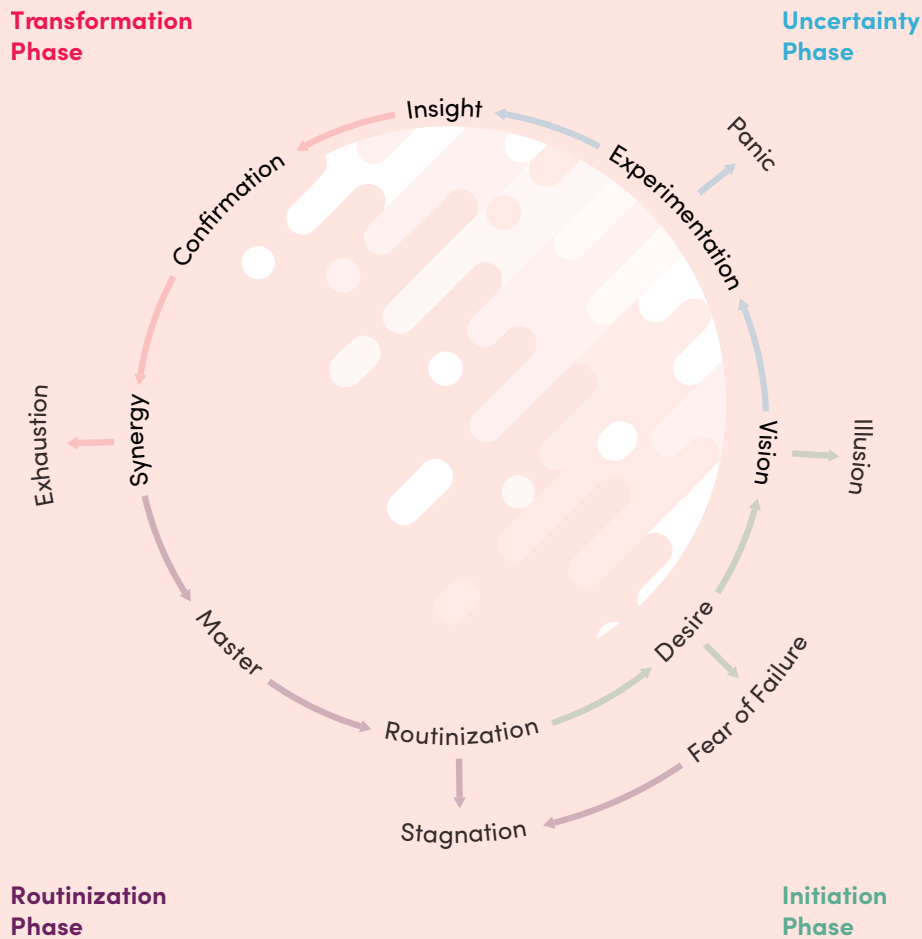 Transformation
Phase
Uncertainty
Phase
Insight
Experimentation
Panic
Confirmation
Synergy
Exhaustion
Vision
Illusion
Master
Desire
Fear of Failure
Routinization
Stagnation
Routinization
Phase
Initiation
Phase